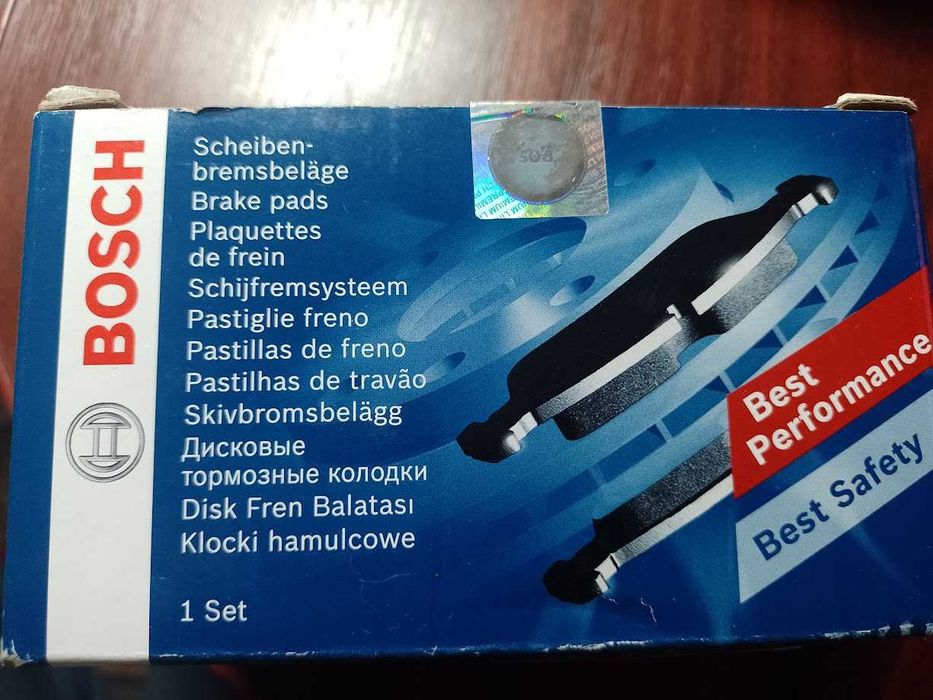 BOSCH
Scheiben-
bremsbeläge
Brake pads
Plaquettes
de frein
Schijfremsysteem
Pastiglie freno
Pastillas de freno
Pastilhas de travão
Skivbromsbelägg
Дисковые
тормозные колодки
Disk Fren Balatası
Klocki hamulcowe
1 Set
Best
Performance
Best Safety